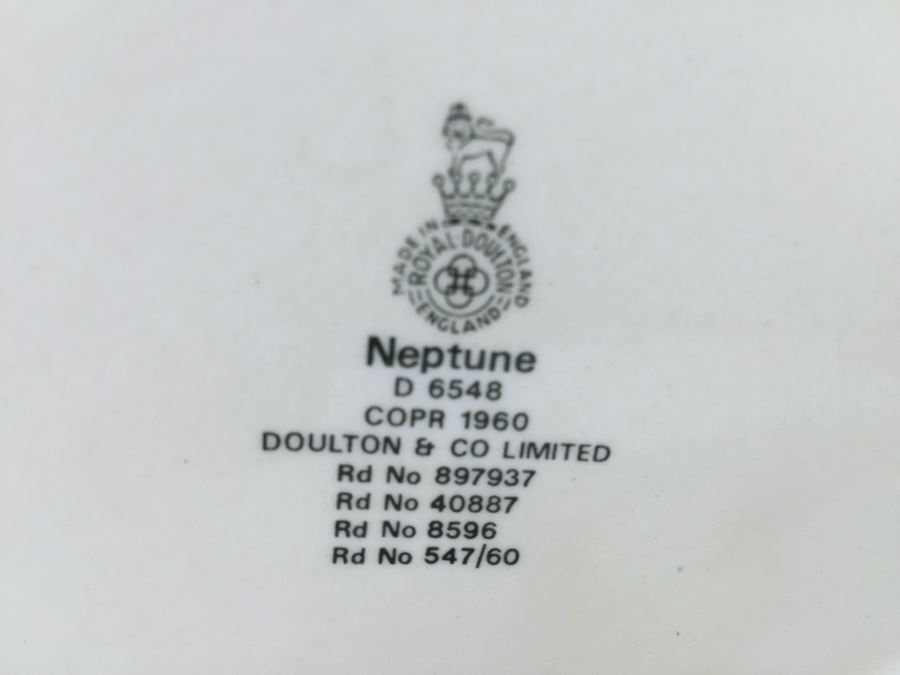 MADE IN ENGLAND
ROYAL DOULTON
ENGLAND
Neptune
D 6548
COPR 1960
DOULTON & CO LIMITED
Rd No 897937
Rd No 40887
Rd No 8596
Rd No 547/60